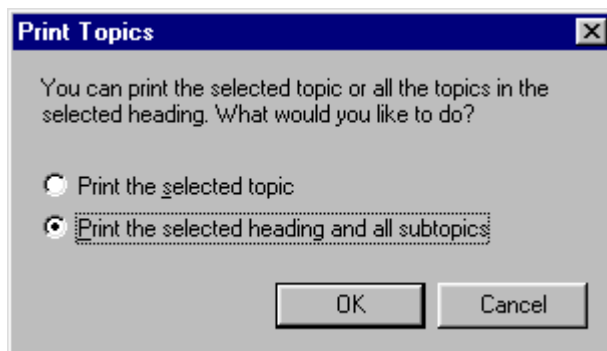 Print Topics
You can print the selected topic or all the topics in the
selected heading. What would you like to do?
Print the selected topic
Print the selected heading and all subtopics
OK
Cancel